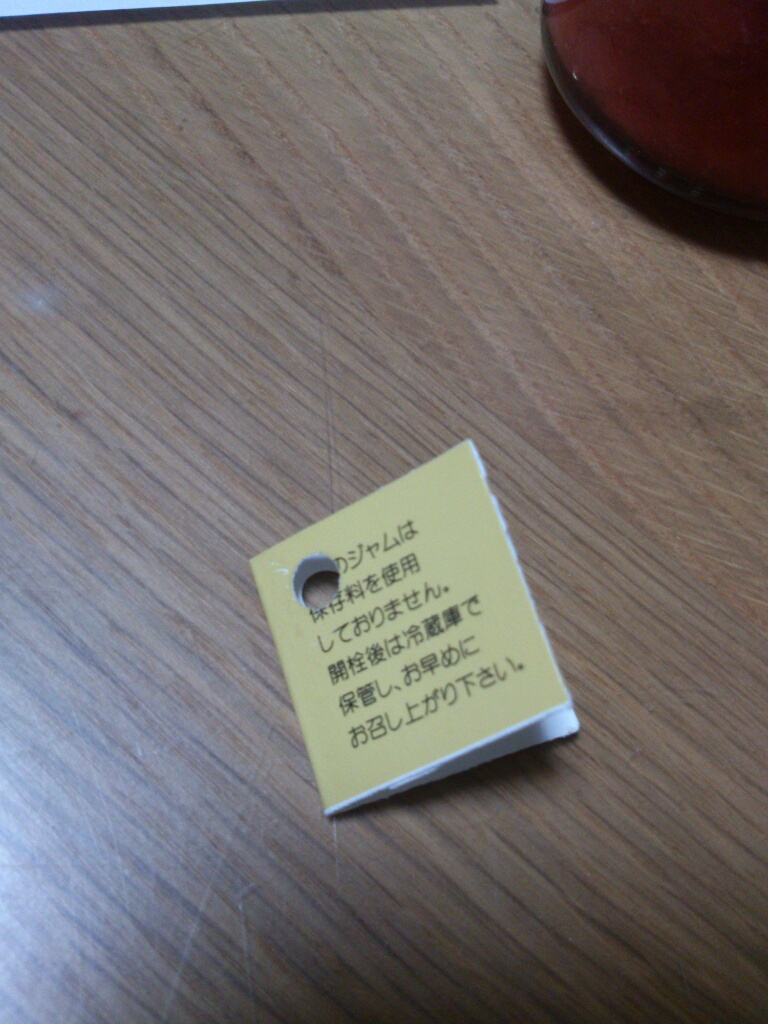 のジャムは
保存料を使用
しておりません。
開栓後は冷蔵庫で
保管し、お早めに
お召し上がり下さい。